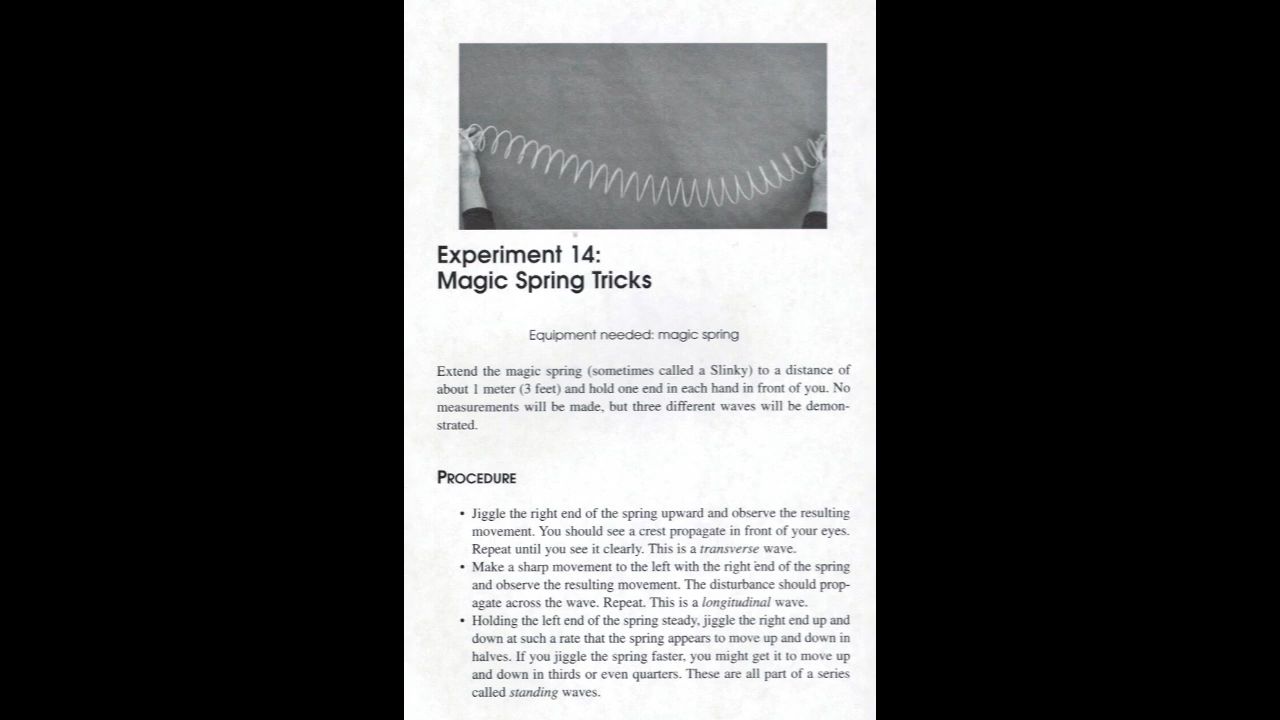 Experiment 14:
Magic Spring Tricks
Equipment needed: magic spring
Extend the magic spring (sometimes called a Slinky) to a distance of
about 1 meter (3 feet) and hold one end in each hand in front of you. No
measurements will be made, but three different waves will be demon-
strated.
PROCEDURE
• Jiggle the right end of the spring upward and observe the resulting
movement. You should see a crest propagate in front of your eyes.
Repeat until you see it clearly. This is a transverse wave.
• Make a sharp movement to the left with the right end of the spring
and observe the resulting movement. The disturbance should prop-
agate across the wave. Repeat. This is a longitudinal wave.
• Holding the left end of the spring steady, jiggle the right end up and
down at such a rate that the spring appears to move up and down in
halves. If you jiggle the spring faster, you might get it to move up
and down in thirds or even quarters. These are all part of a series
called standing waves.